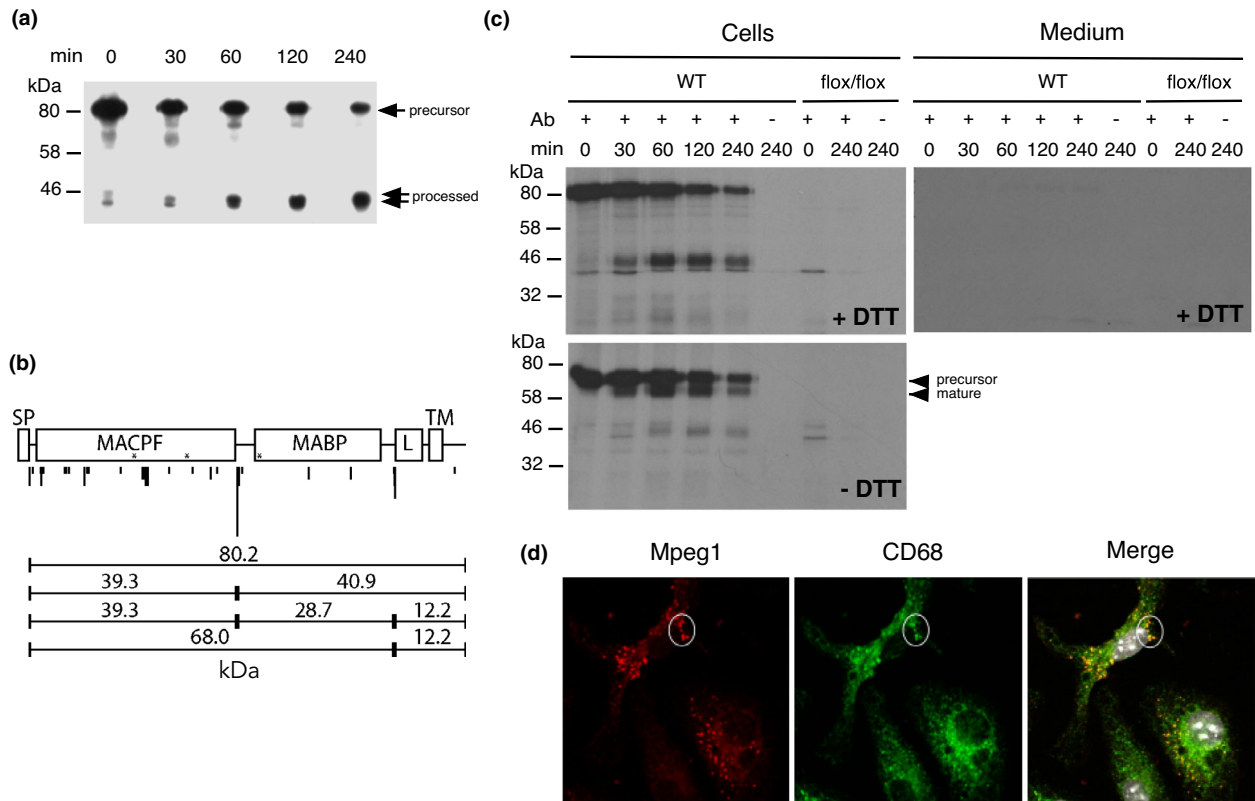 (a)
min 0 30 60 120 240
kDa
80
precursor
58
46
processed
(b)
SP
TM
MACPF
MABP
L
*
*
*
80.2
39.3 40.9
39.3 28.7 12.2
68.0 12.2
kDa
(c)
Cells Medium
WT flox/flox WT flox/flox
Ab + + + + + - + + - + + + + + - + + -
min 0 30 60 120 240 240 0 240 240 0 30 60 120 240 240 0 240 240
kDa
80
58
46
32
+ DTT + DTT
kDa
80
precursor
mature
58
46
32
- DTT
(d)
Mpeg1 CD68 Merge